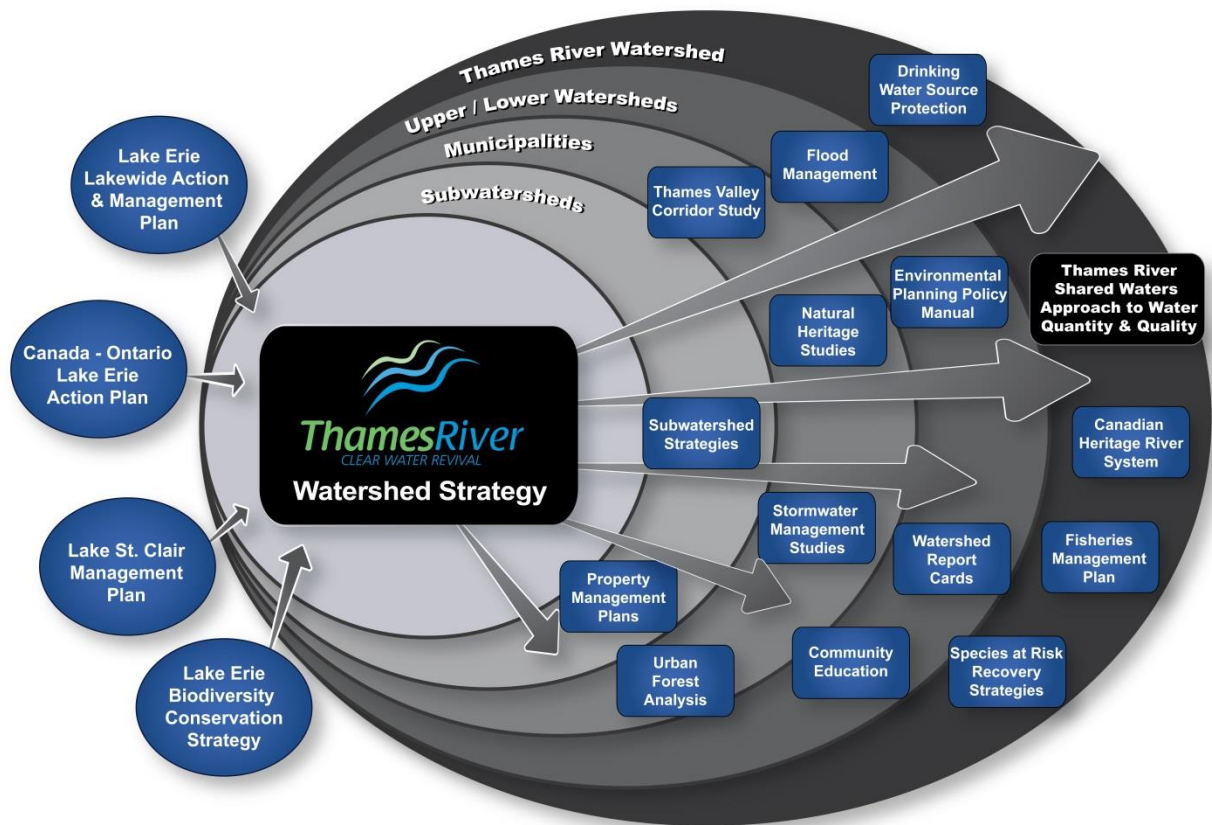 Thames River Watershed
Upper / Lower Watersheds
Municipalities
Subwatersheds
Lake Erie
Lakewide Action
& Management
Plan
Canada - Ontario
Lake Erie
Action Plan
Lake St. Clair
Management
Plan
Lake Erie
Biodiversity
Conservation
Strategy
ThamesRiver
CLEAR WATER REVIVAL
Watershed Strategy
Drinking
Water Source
Protection
Flood
Management
Thames Valley
Corridor Study
Environmental
Planning Policy
Manual
Thames River
Shared Waters
Approach to Water
Quantity & Quality
Natural
Heritage
Studies
Subwatershed
Strategies
Canadian
Heritage River
System
Stormwater
Management
Studies
Watershed
Report
Cards
Fisheries
Management
Plan
Property
Management
Plans
Urban
Forest
Analysis
Community
Education
Species at Risk
Recovery
Strategies